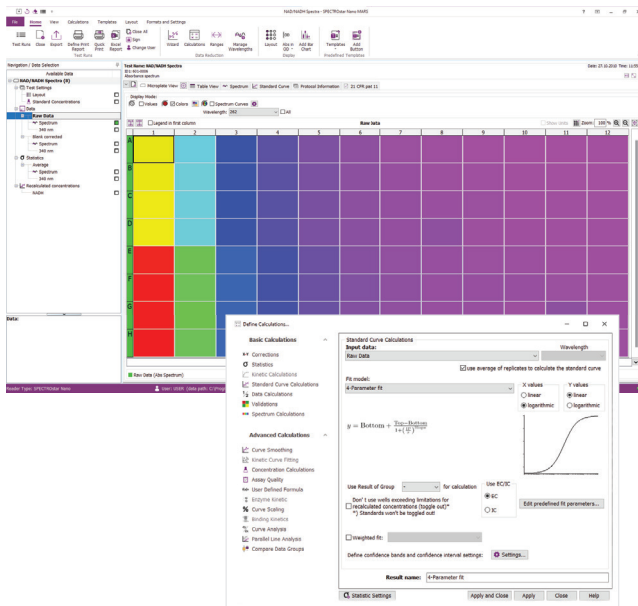 NAD/NADH Spectra - SPECTROstar Nano MARS
File Home View Calculations Templates Layout Formats and Settings
Test Runs Close Export Define Print Report Quick Print Excel Report
Close All
Sign
Change User
Wizard Calculations Ranges Manage Wavelengths
Layout Add Bar Chart
Templates Add Button
Test Runs Data Reduction Display Predefined Templates
Navigation / Data Selection
Available Data
NAD/NADH Spectra (8)
Test Settings
Layout
Standard Concentrations
Data
Raw Data
Spectrum
340 nm
Blank corrected
Spectrum
340 nm
Statistics
Average
Spectrum
340 nm
Recalculated concentrations
NADH
Data:
Test Name: NAD/NADH Spectra
Absorbance spectrum
Microplate View Table View Spectrum Standard Curve Protocol Information 21 CFR part 11
Display Mode:
Values Colors Spectrum Curves
Wavelength: 262 All
Legend in first column Raw Data Zoom 100 %
1 2 3 4 5 6 7 8 9 10 11 12
A
B
C
D
E
F
G
H
Raw Data (Abs Spectrum)
Define Calculations...
Basic Calculations
Corrections
Statistics
Kinetic Calculations
Standard Curve Calculations
Data Calculations
Validations
Spectrum Calculations
Advanced Calculations
Curve Smoothing
Kinetic Curve Fitting
Concentration Calculations
Assay Quality
User Defined Formula
Enzyme Kinetic
Curve Scaling
Binding Kinetics
Curve Analysis
Parallel Line Analysis
Compare Data Groups
Standard Curve Calculations
Input data: Wavelength
Raw Data
use average of replicates to calculate the standard curve
Fit model:
4-Parameter fit
X values
linear
logarithmic
Y values
linear
logarithmic
Use Result of Group - for calculation
Don't use wells exceeding limitations for
recalculated concentrations (toggle out)*
*) Standards won't be toggled out!
Use EC/IC
EC
IC
Edit predefined fit parameters...
Weighted fit:
Define confidence bands and confidence interval settings: Settings...
Result name: 4-Parameter fit
Statistic Settings Apply and Close Apply Close Help